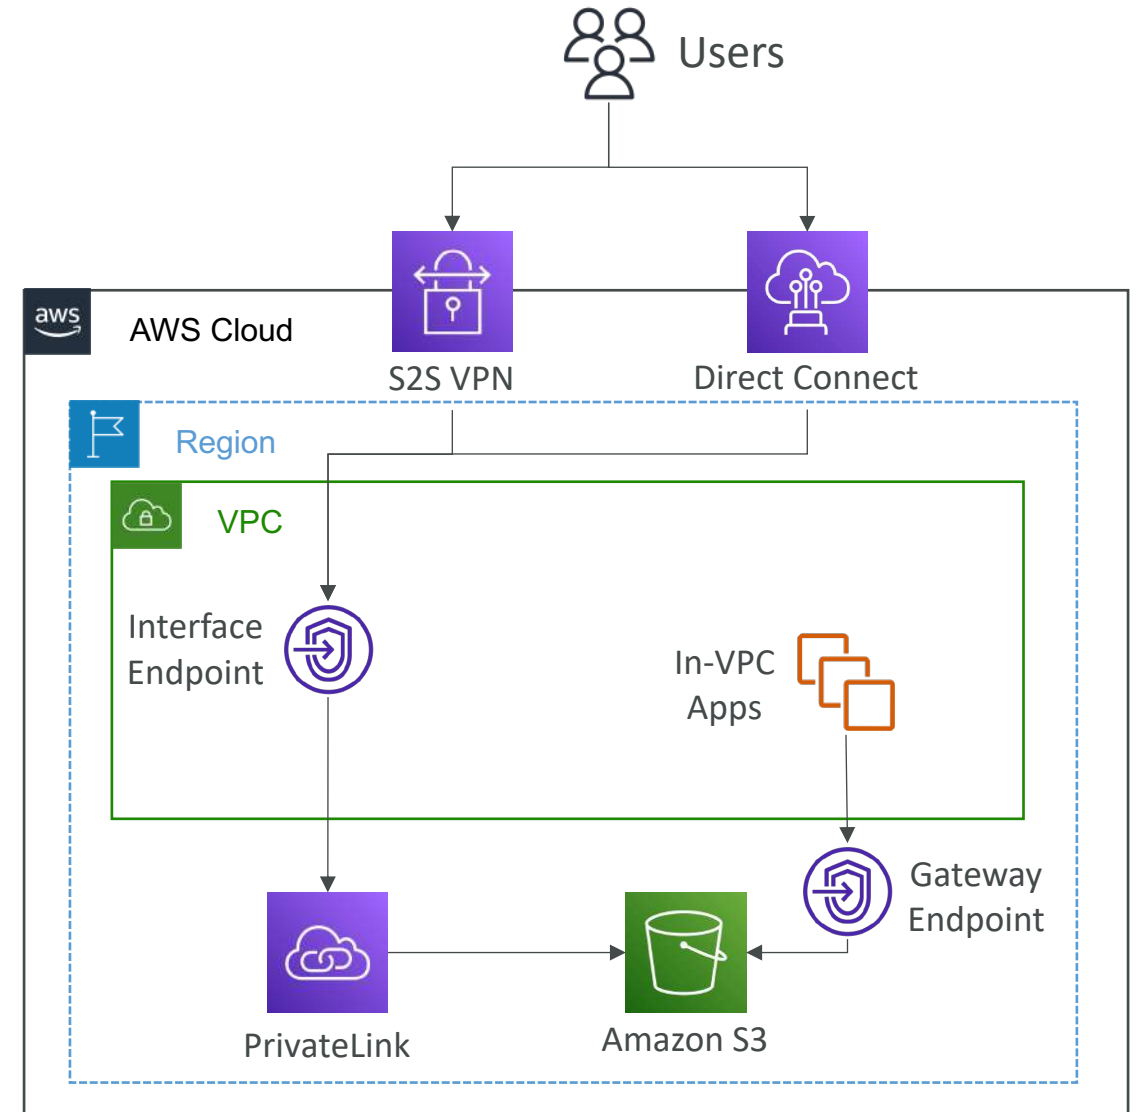 Users
aws
AWS Cloud
S2S VPN
Direct Connect
Region
VPC
Interface
Endpoint
In-VPC
Apps
Gateway
Endpoint
PrivateLink
Amazon S3